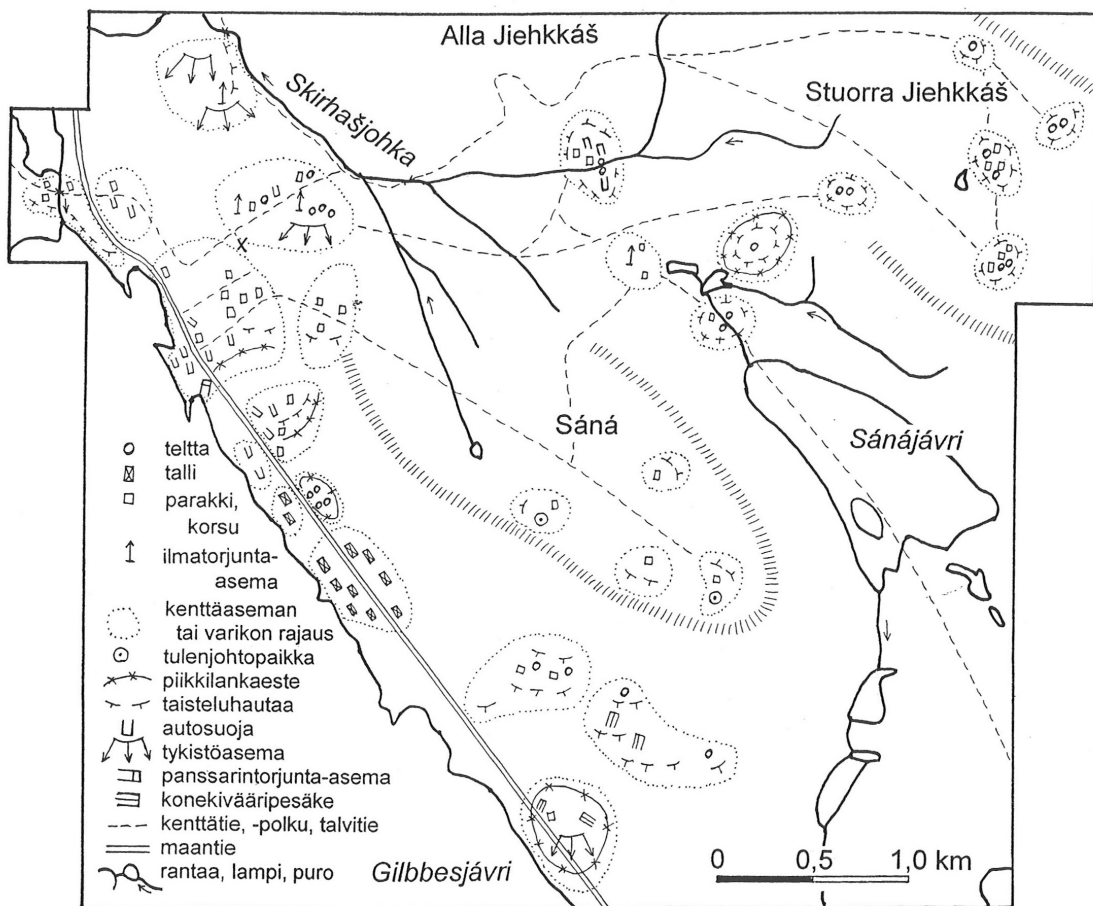 Alla Jiehkkáš
Stuorra Jiehkkáš
Skirhašjohka
x
Sáná
Sánájávri
teltta
talli
parakki,
korsu
ilmatorjunta-
asema
kenttäaseman
tai varikon rajaus
tulenjohtopaikka
piikkilankaeste
taisteluhautaa
autosuoja
tykistöasema
panssarintorjunta-asema
konekivääripesäke
kenttätie, -polku, talvitie
maantie
rantaa, lampi, puro
Gilbbesjávri
0 0,5 1,0 km